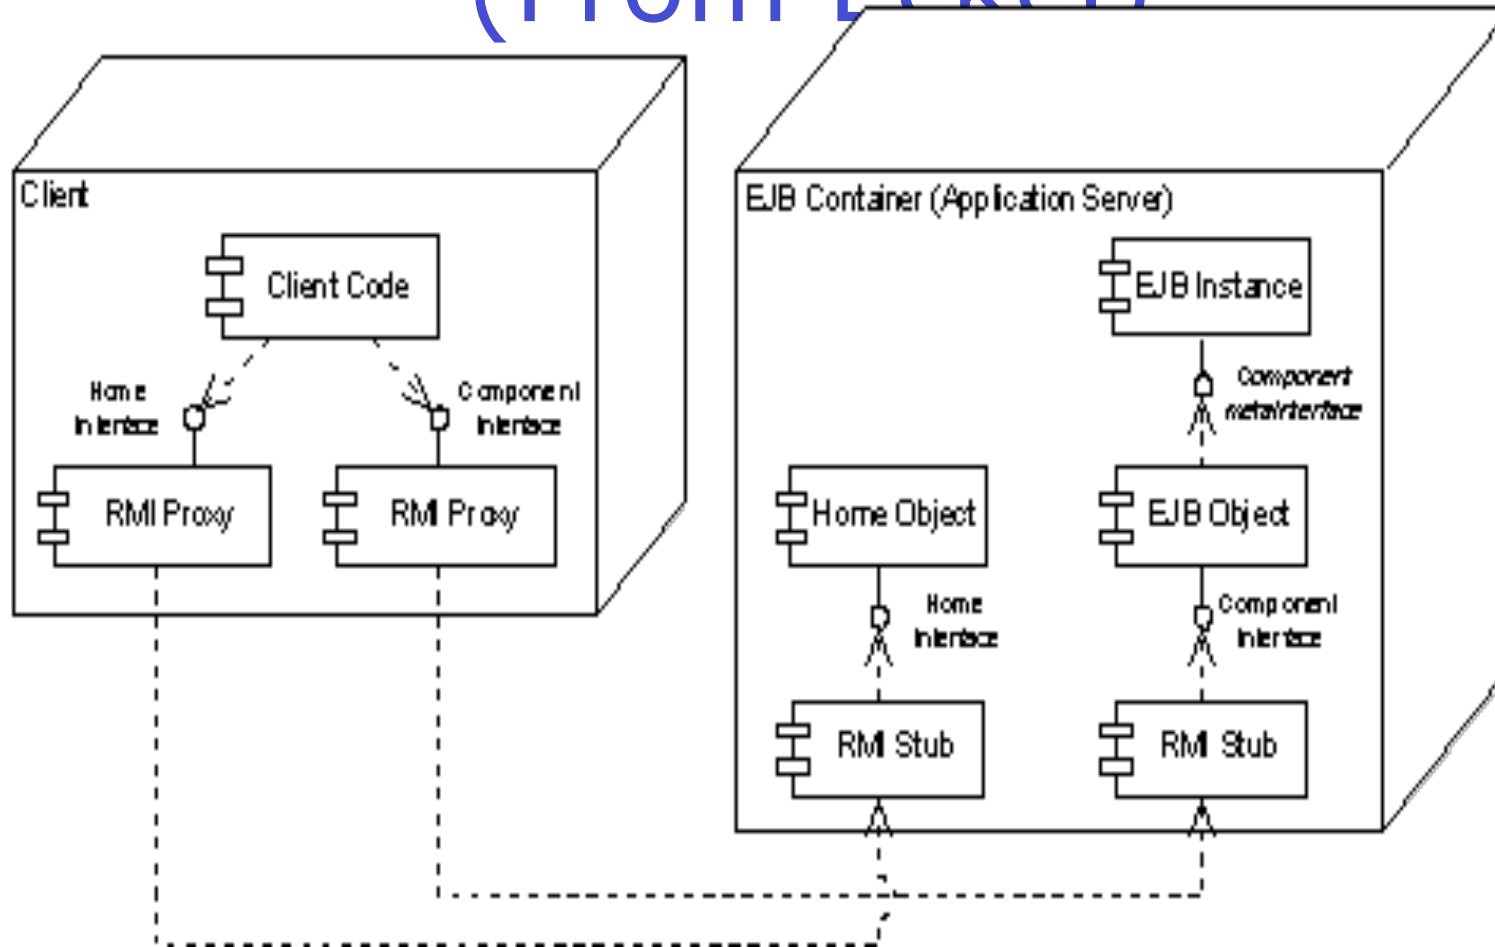 (From
Client
Client Code
Home
Interface
Component
Interface
RMI Proxy
RMI Proxy
EJB Container (Application Server)
EJB Instance
Component
metainterface
Home Object
EJB Object
Home
Interface
Component
Interface
RMI Stub
RMI Stub